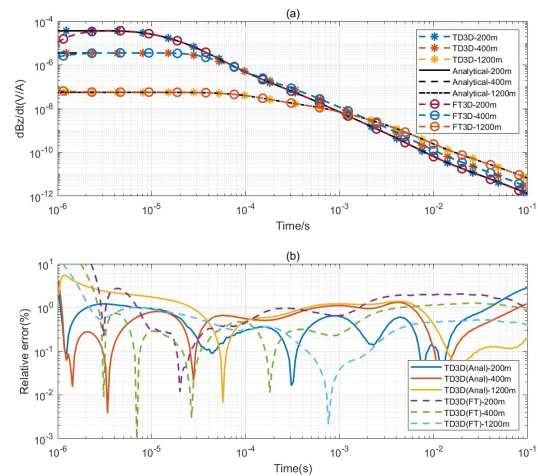 (a)
dBz/dt(V/A)
10^-4
10^-6
10^-8
10^-10
10^-12
TD3D-200m
TD3D-400m
TD3D-1200m
Analytical-200m
Analytical-400m
Analytical-1200m
FT3D-200m
FT3D-400m
FT3D-1200m
10^-6 10^-5 10^-4 10^-3 10^-2 10^-1
Time/s
(b)
Relative error(%)
10^1
10^0
10^-1
10^-2
10^-3
TD3D(Anal)-200m
TD3D(Anal)-400m
TD3D(Anal)-1200m
TD3D(FT)-200m
TD3D(FT)-400m
TD3D(FT)-1200m
10^-6 10^-5 10^-4 10^-3 10^-2 10^-1
Time(s)